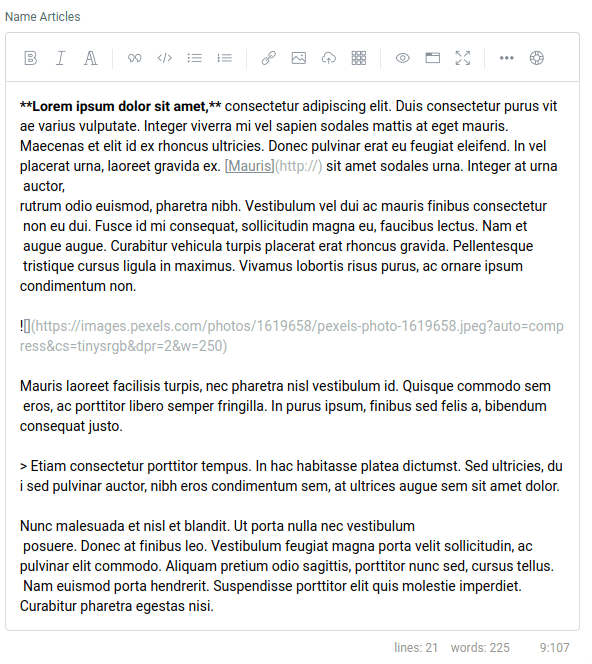 Name Articles
B I A
**Lorem ipsum dolor sit amet,** consectetur adipiscing elit. Duis consectetur purus vit
ae varius vulputate. Integer viverra mi vel sapien sodales mattis at eget mauris.
Maecenas et elit id ex rhoncus ultricies. Donec pulvinar erat eu feugiat eleifend. In vel
placerat urna, laoreet gravida ex. [Mauris](http://) sit amet sodales urna. Integer at urna
auctor,
rutrum odio euismod, pharetra nibh. Vestibulum vel dui ac mauris finibus consectetur
non eu dui. Fusce id mi consequat, sollicitudin magna eu, faucibus lectus. Nam et
augue augue. Curabitur vehicula turpis placerat erat rhoncus gravida. Pellentesque
tristique cursus ligula in maximus. Vivamus lobortis risus purus, ac ornare ipsum
condimentum non.
![](https://images.pexels.com/photos/1619658/pexels-photo-1619658.jpeg?auto=comp
ress&cs=tinysrgb&dpr=2&w=250)
Mauris laoreet facilisis turpis, nec pharetra nisl vestibulum id. Quisque commodo sem
eros, ac porttitor libero semper fringilla. In purus ipsum, finibus sed felis a, bibendum
consequat justo.
> Etiam consectetur porttitor tempus. In hac habitasse platea dictumst. Sed ultricies, du
i sed pulvinar auctor, nibh eros condimentum sem, at ultrices augue sem sit amet dolor.
Nunc malesuada et nisl et blandit. Ut porta nulla nec vestibulum
posuere. Donec at finibus leo. Vestibulum feugiat magna porta velit sollicitudin, ac
pulvinar elit commodo. Aliquam pretium odio sagittis, porttitor nunc sed, cursus tellus.
Nam euismod porta hendrerit. Suspendisse porttitor elit quis molestie imperdiet.
Curabitur pharetra egestas nisi.
lines: 21 words: 225 9:107